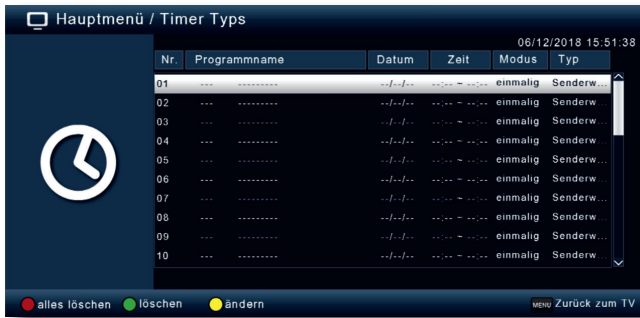 Hauptmenü / Timer Typs
06/12/2018 15:51:38
Nr. Programmname Datum Zeit Modus Typ
01 --- --------- --/--/-- --:-- ~ --:-- einmalig Senderw...
02 --- --------- --/--/-- --:-- ~ --:-- einmalig Senderw...
03 --- --------- --/--/-- --:-- ~ --:-- einmalig Senderw...
04 --- --------- --/--/-- --:-- ~ --:-- einmalig Senderw...
05 --- --------- --/--/-- --:-- ~ --:-- einmalig Senderw...
06 --- --------- --/--/-- --:-- ~ --:-- einmalig Senderw...
07 --- --------- --/--/-- --:-- ~ --:-- einmalig Senderw...
08 --- --------- --/--/-- --:-- ~ --:-- einmalig Senderw...
09 --- --------- --/--/-- --:-- ~ --:-- einmalig Senderw...
10 --- --------- --/--/-- --:-- ~ --:-- einmalig Senderw...
alles löschen löschen ändern MENU Zurück zum TV